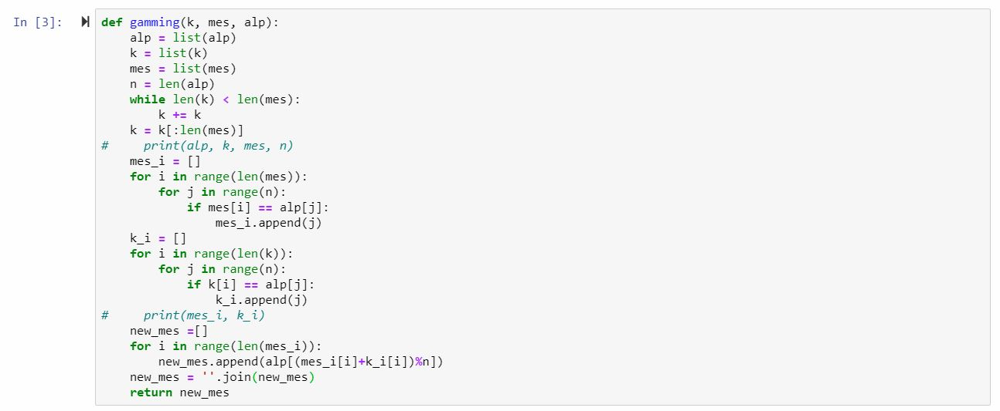 In [3]:
def gamming(k, mes, alp):
    alp = list(alp)
    k = list(k)
    mes = list(mes)
    n = len(alp)
    while len(k) < len(mes):
        k += k
    k = k[:len(mes)]
#     print(alp, k, mes, n)
    mes_i = []
    for i in range(len(mes)):
        for j in range(n):
            if mes[i] == alp[j]:
                mes_i.append(j)
    k_i = []
    for i in range(len(k)):
        for j in range(n):
            if k[i] == alp[j]:
                k_i.append(j)
#     print(mes_i, k_i)
    new_mes =[]
    for i in range(len(mes_i)):
        new_mes.append(alp[(mes_i[i]+k_i[i])%n])
    new_mes = ''.join(new_mes)
    return new_mes